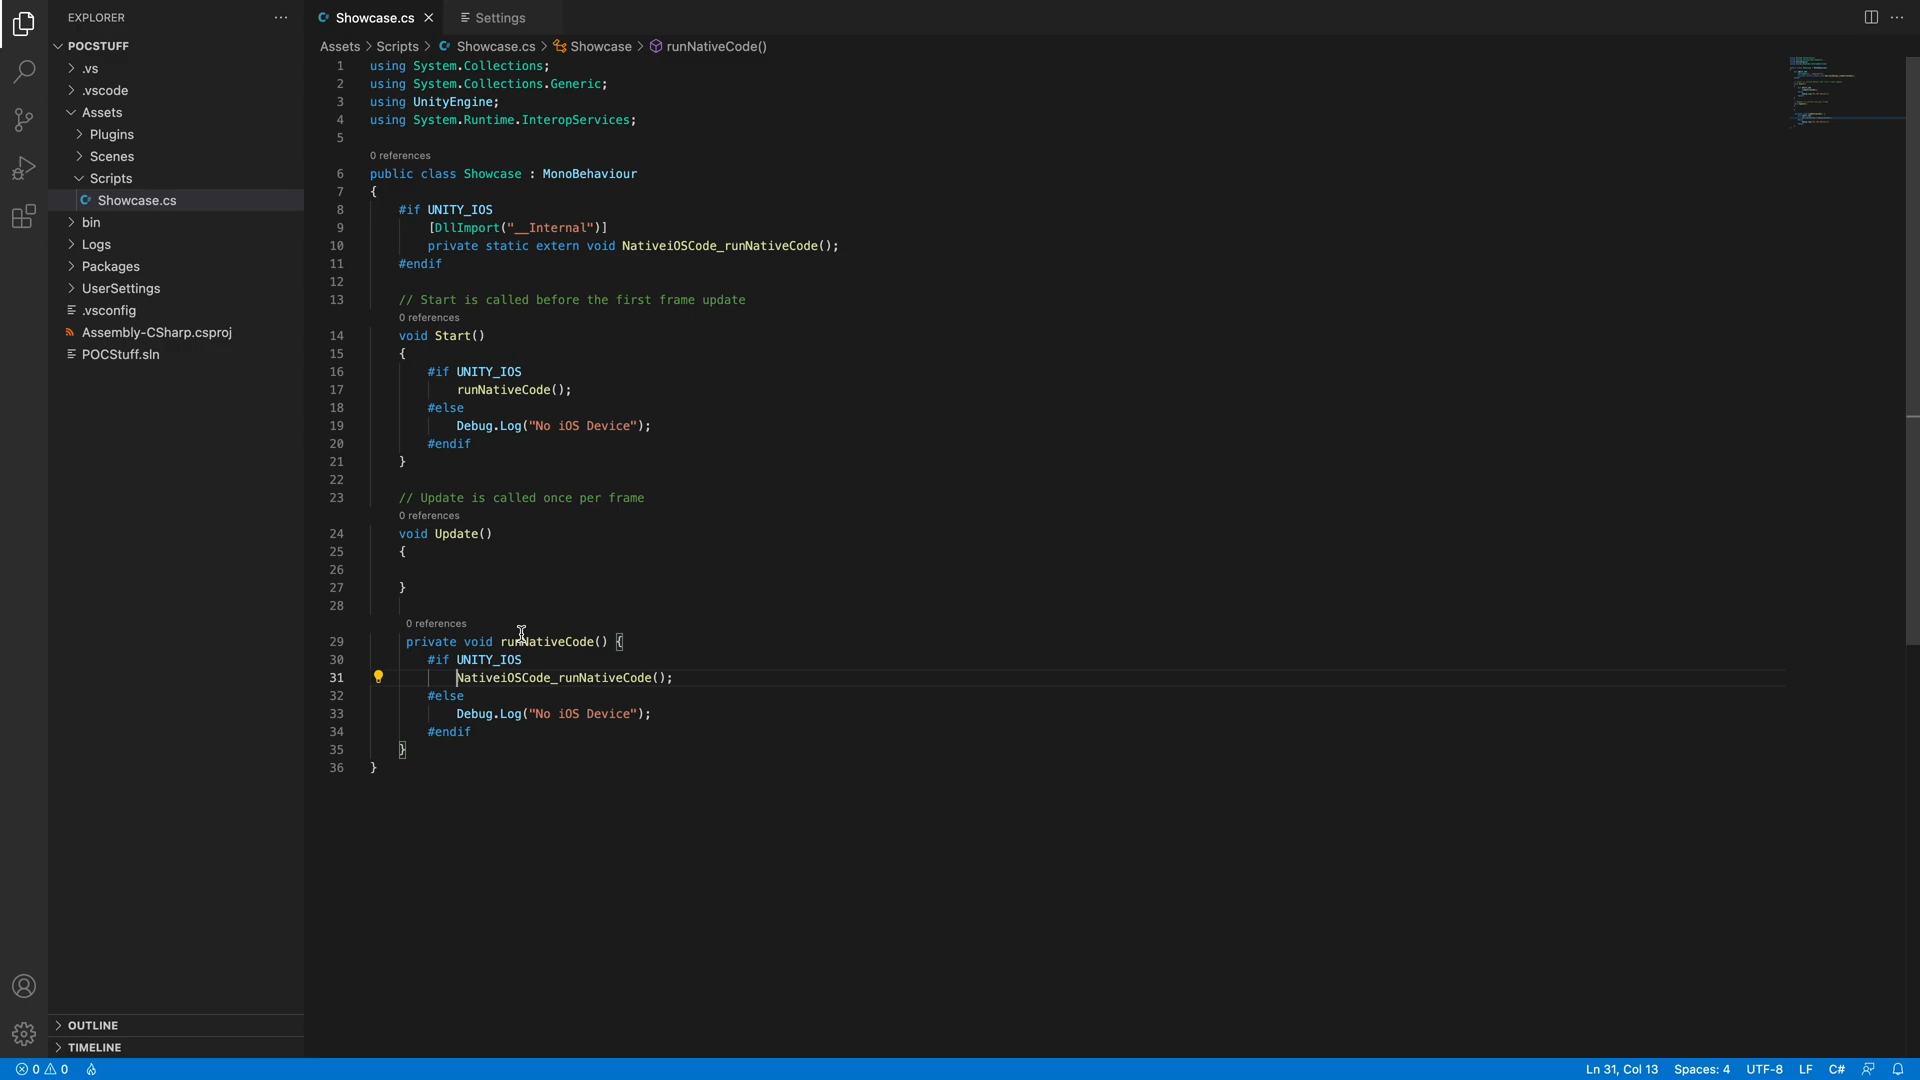 EXPLORER
POCSTUFF
.vs
.vscode
Assets
Plugins
Scenes
Scripts
Showcase.cs
bin
Logs
Packages
UserSettings
.vsconfig
Assembly-CSharp.csproj
POCStuff.sln
OUTLINE
TIMELINE
Showcase.cs
Settings
Assets > Scripts > Showcase.cs > Showcase > runNativeCode()
1 using System.Collections;
2 using System.Collections.Generic;
3 using UnityEngine;
4 using System.Runtime.InteropServices;
5
0 references
6 public class Showcase : MonoBehaviour
7 {
8 #if UNITY_IOS
9 [DllImport("__Internal")]
10 private static extern void NativeiOSCode_runNativeCode();
11 #endif
12
13 // Start is called before the first frame update
0 references
14 void Start()
15 {
16 #if UNITY_IOS
17 runNativeCode();
18 #else
19 Debug.Log("No iOS Device");
20 #endif
21 }
22
23 // Update is called once per frame
0 references
24 void Update()
25 {
26
27 }
28
0 references
29 private void runNativeCode() {
30 #if UNITY_IOS
31 NativeiOSCode_runNativeCode();
32 #else
33 Debug.Log("No iOS Device");
34 #endif
35 }
36 }
0 0
Ln 31, Col 13 Spaces: 4 UTF-8 LF C#